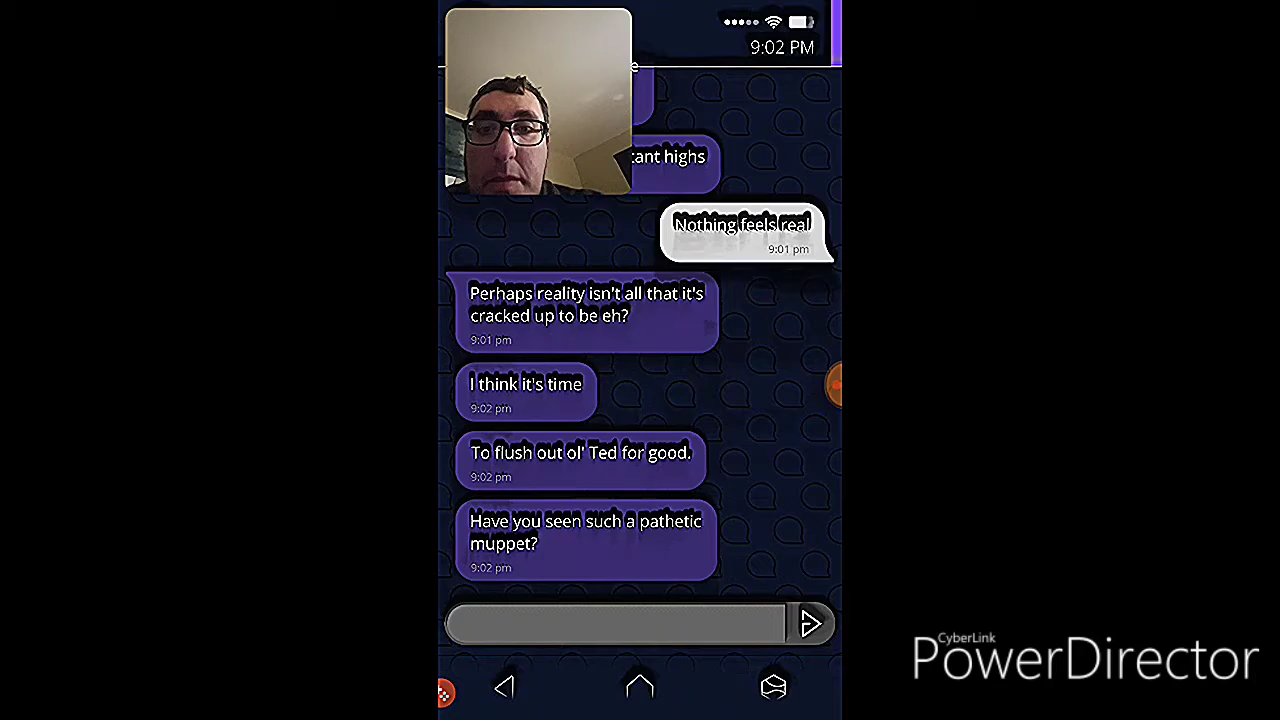 9:02 PM
e
tant highs
Nothing feels real
9:01 pm
Perhaps reality isn't all that it's
cracked up to be eh?
9:01 pm
I think it's time
9:02 pm
To flush out ol' Ted for good.
9:02 pm
Have you seen such a pathetic
muppet?
9:02 pm
CyberLink
PowerDirector